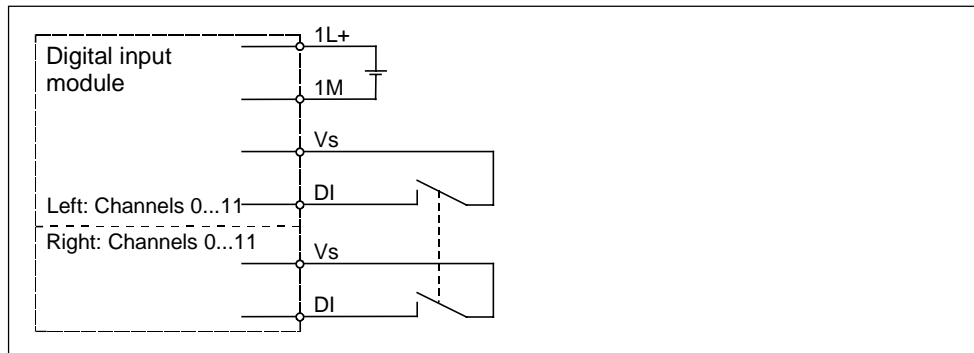 Digital input
module
1L+
1M
Vs
DI
Left: Channels 0...11
Right: Channels 0...11
Vs
DI